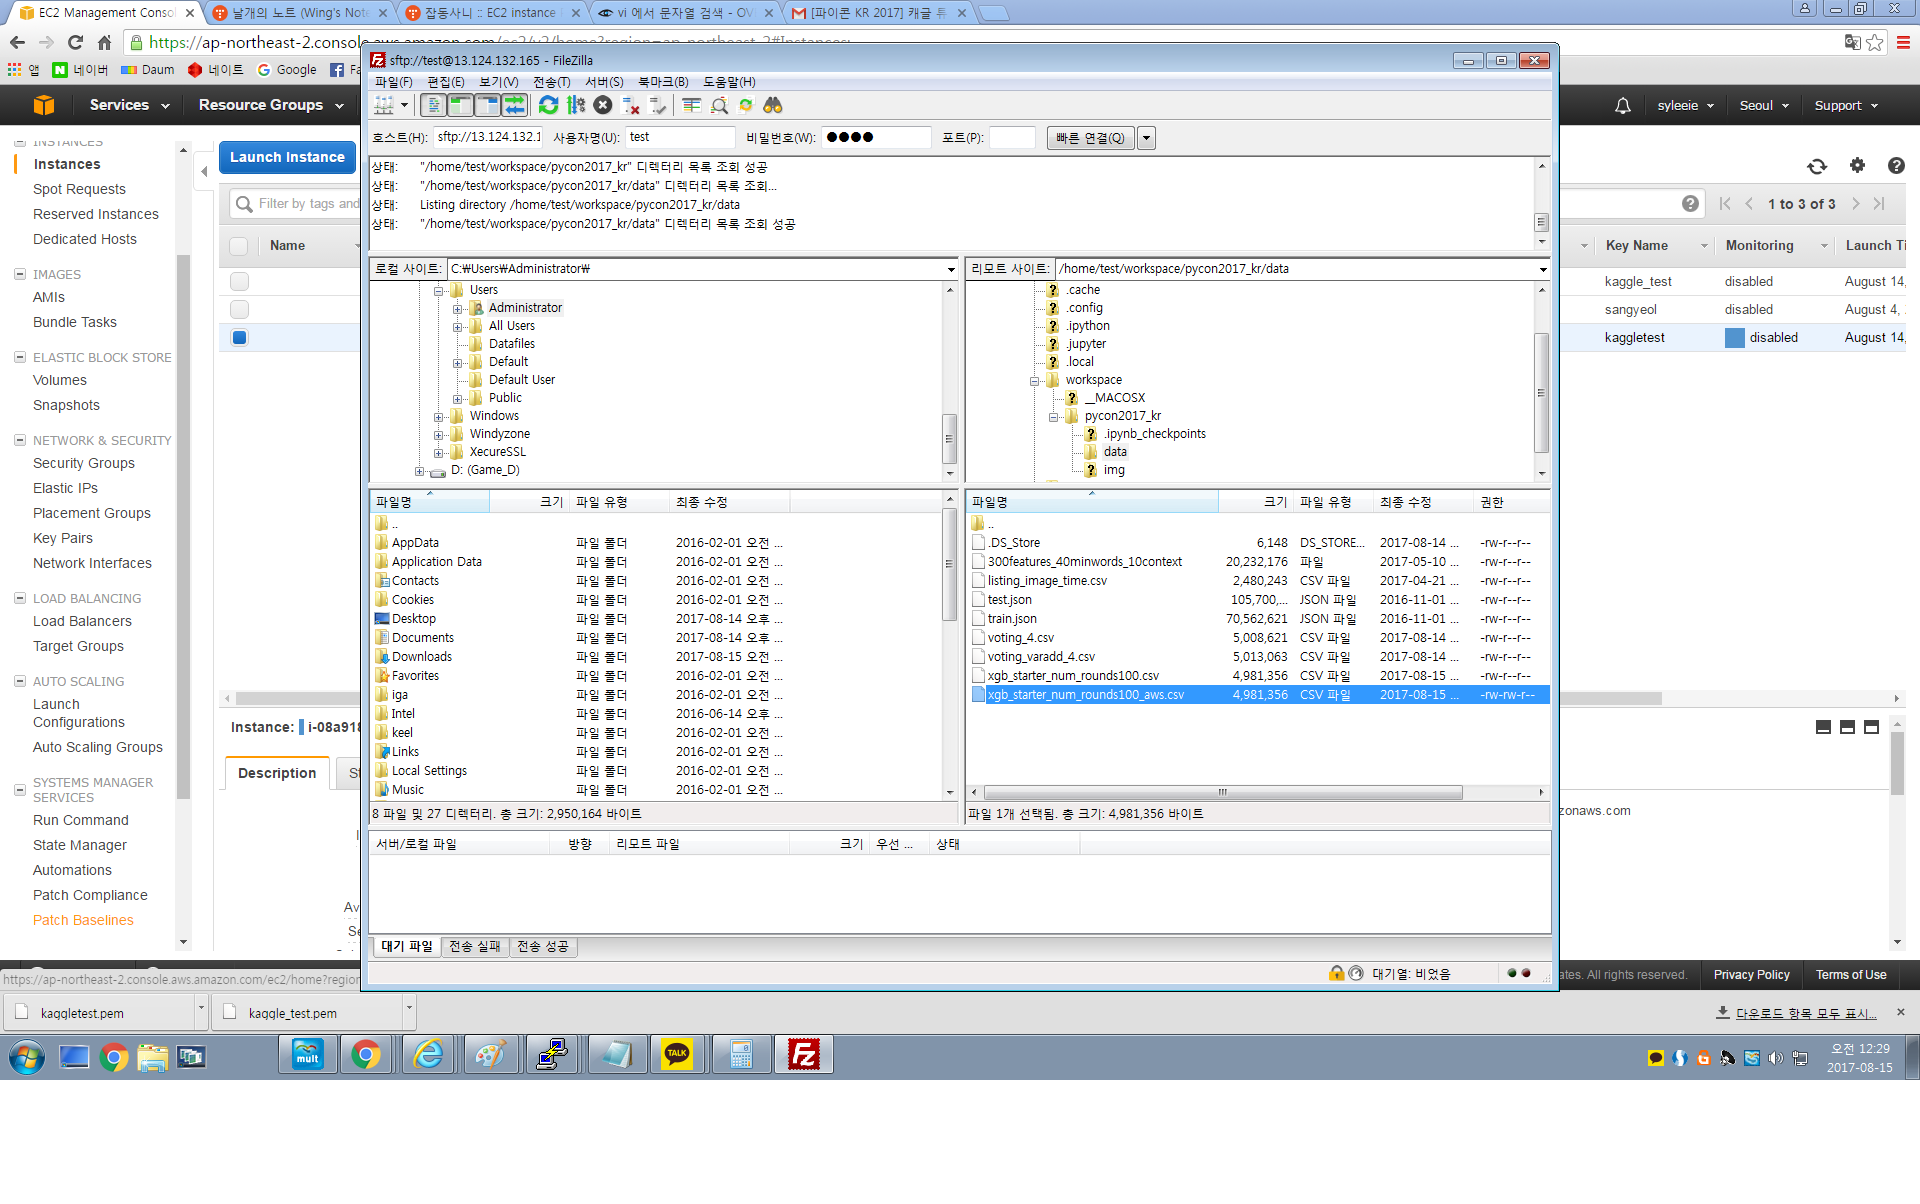 EC2 Management Consol
날개의 노트 (Wing's Note
잡동사니 :: EC2 instance
vi 에서 문자열 검색 - OV
[파이콘 KR 2017] 캐글 튜
https://ap-northeast-2.console.aws.amazon.com/ec2/v2/home?region=ap-northeast-2#Instances:
앱
네이버
Daum
네이트
Google
Fa
Services
Resource Groups
syleeie
Seoul
Support
sftp://test@13.124.132.165 - FileZilla
파일(F) 편집(E) 보기(V) 전송(T) 서버(S) 북마크(B) 도움말(H)
호스트(H): sftp://13.124.132.1 사용자명(U): test 비밀번호(W): ●●●● 포트(P): 빠른 연결(Q)
상태: "/home/test/workspace/pycon2017_kr" 디렉터리 목록 조회 성공
상태: "/home/test/workspace/pycon2017_kr/data" 디렉터리 목록 조회...
상태: Listing directory /home/test/workspace/pycon2017_kr/data
상태: "/home/test/workspace/pycon2017_kr/data" 디렉터리 목록 조회 성공
로컬 사이트: C:₩Users₩Administrator₩
Users
Administrator
All Users
Datafiles
Default
Default User
Public
Windows
Windyzone
XecureSSL
D: (Game_D)
리모트 사이트: /home/test/workspace/pycon2017_kr/data
.cache
.config
.ipython
.jupyter
.local
workspace
__MACOSX
pycon2017_kr
.ipynb_checkpoints
data
img
파일명 크기 파일 유형 최종 수정
..
AppData 파일 폴더 2016-02-01 오전 ...
Application Data 파일 폴더 2016-02-01 오전 ...
Contacts 파일 폴더 2016-02-01 오전 ...
Cookies 파일 폴더 2016-02-01 오전 ...
Desktop 파일 폴더 2017-08-14 오후 ...
Documents 파일 폴더 2017-08-14 오후 ...
Downloads 파일 폴더 2017-08-15 오전 ...
Favorites 파일 폴더 2016-02-01 오전 ...
iga 파일 폴더 2016-02-01 오전 ...
Intel 파일 폴더 2016-06-14 오후 ...
keel 파일 폴더 2016-02-01 오전 ...
Links 파일 폴더 2016-02-01 오전 ...
Local Settings 파일 폴더 2016-02-01 오전 ...
Music 파일 폴더 2016-02-01 오전 ...
8 파일 및 27 디렉터리. 총 크기: 2,950,164 바이트
파일명 크기 파일 유형 최종 수정 권한
..
.DS_Store 6,148 DS_STORE... 2017-08-14 ... -rw-r--r--
300features_40minwords_10context 20,232,176 파일 2017-05-10 ... -rw-r--r--
listing_image_time.csv 2,480,243 CSV 파일 2017-04-21 ... -rw-r--r--
test.json 105,700,... JSON 파일 2016-11-01 ... -rw-r--r--
train.json 70,562,621 JSON 파일 2016-11-01 ... -rw-r--r--
voting_4.csv 5,008,621 CSV 파일 2017-08-14 ... -rw-r--r--
voting_varadd_4.csv 5,013,063 CSV 파일 2017-08-14 ... -rw-r--r--
xgb_starter_num_rounds100.csv 4,981,356 CSV 파일 2017-08-15 ... -rw-r--r--
xgb_starter_num_rounds100_aws.csv 4,981,356 CSV 파일 2017-08-15 ... -rw-rw-r--
파일 1개 선택됨. 총 크기: 4,981,356 바이트
서버/로컬 파일 방향 리모트 파일 크기 우선 ... 상태
대기 파일 전송 실패 전송 성공
대기열: 비었음
INSTANCES
Instances
Spot Requests
Reserved Instances
Dedicated Hosts
IMAGES
AMIs
Bundle Tasks
ELASTIC BLOCK STORE
Volumes
Snapshots
NETWORK & SECURITY
Security Groups
Elastic IPs
Placement Groups
Key Pairs
Network Interfaces
LOAD BALANCING
Load Balancers
Target Groups
AUTO SCALING
Launch
Configurations
Auto Scaling Groups
SYSTEMS MANAGER
SERVICES
Run Command
State Manager
Automations
Patch Compliance
Patch Baselines
Launch Instance
Filter by tags and
1 to 3 of 3
Name
Key Name Monitoring Launch Ti
kaggle_test disabled August 14,
sangyeol disabled August 4,
kaggletest disabled August 14,
Instance: i-08a918
Description
St
Av
Se
zonaws.com
https://ap-northeast-2.console.aws.amazon.com/ec2/home?region
ates. All rights reserved. Privacy Policy Terms of Use
kaggletest.pem
kaggle_test.pem
다운로드 항목 모두 표시...
mult
TALK
오전 12:29
2017-08-15